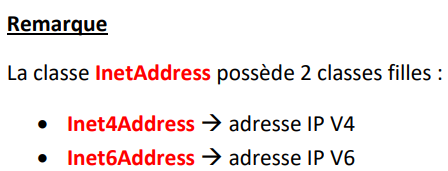 Remarque
La classe InetAddress possède 2 classes filles :
• Inet4Address → adresse IP V4
• Inet6Address → adresse IP V6